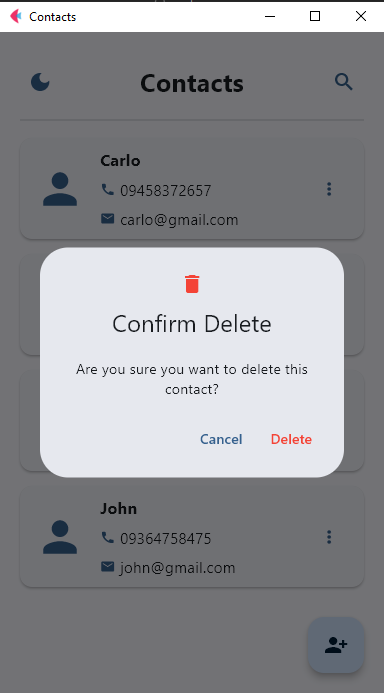 Contacts
Contacts
Carlo
09458372657
carlo@gmail.com
Confirm Delete
Are you sure you want to delete this
contact?
Cancel Delete
John
09364758475
john@gmail.com